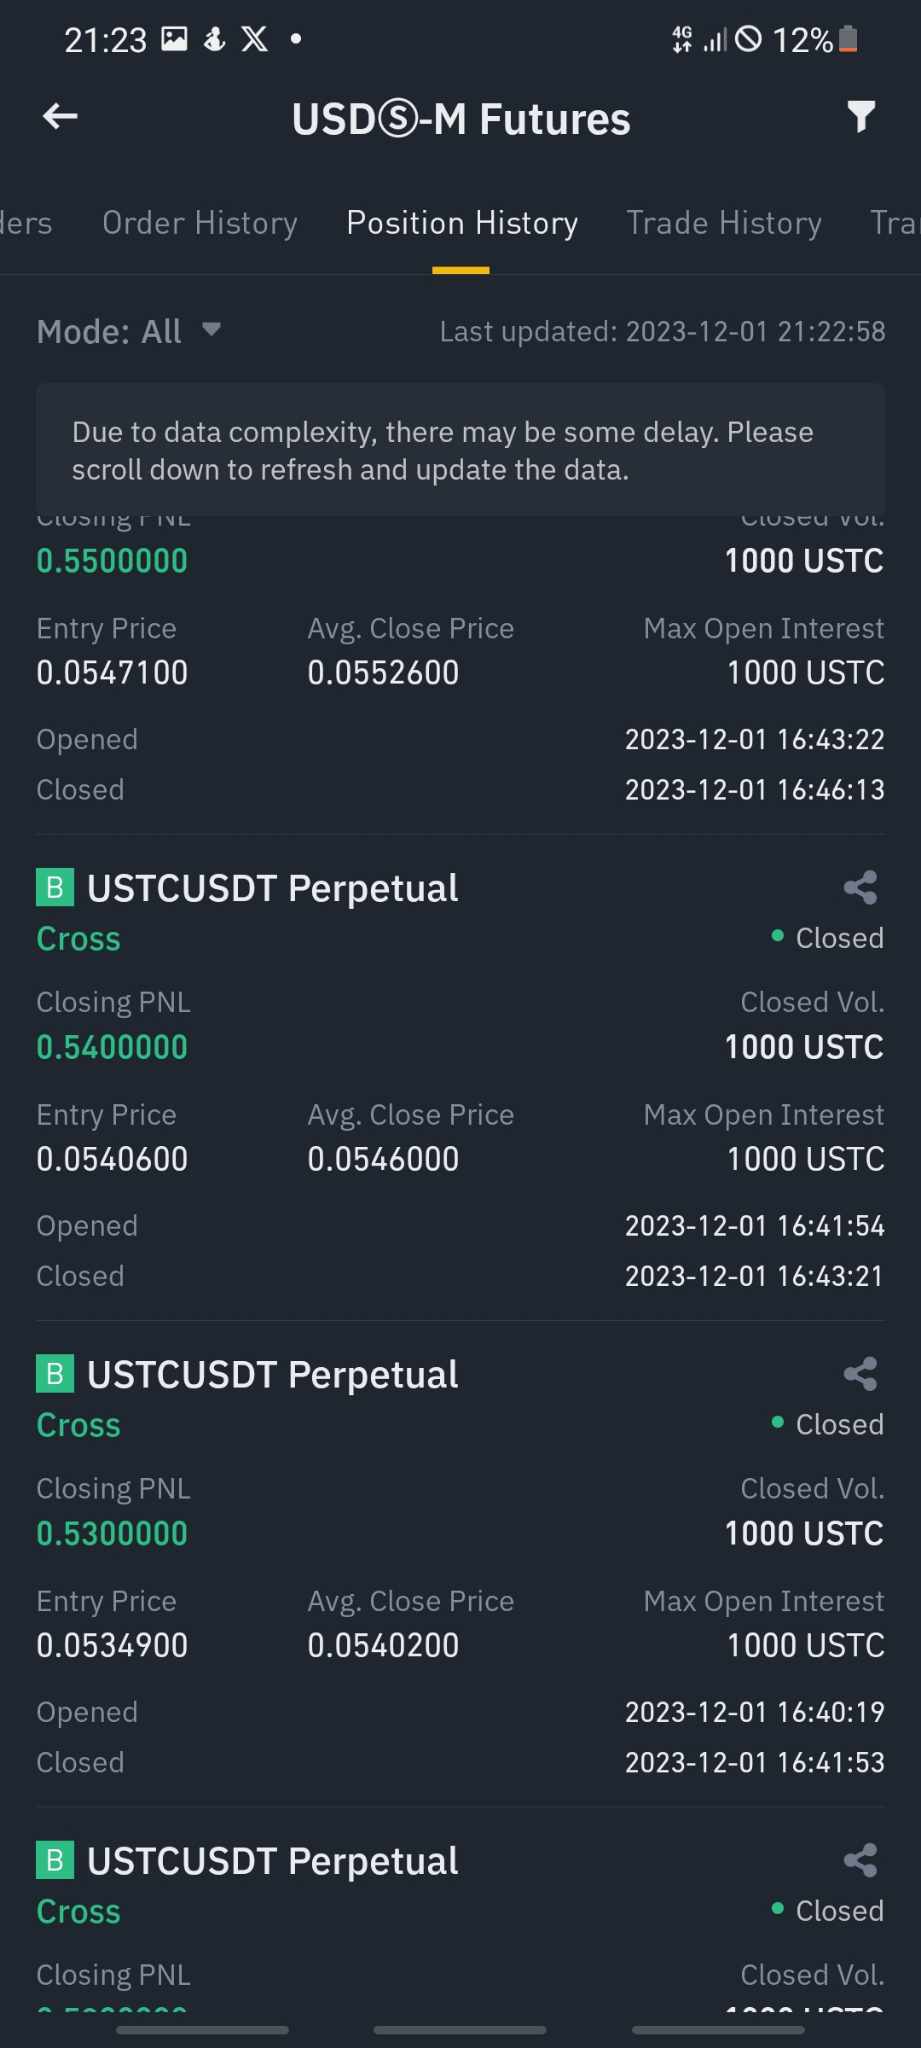 21:23 4G 12%
USDⓈ-M Futures
Order History Position History Trade History
Mode: All Last updated: 2023-12-01 21:22:58
Due to data complexity, there may be some delay. Please
scroll down to refresh and update the data.
Closing PNL Closed Vol.
0.5500000 1000 USTC
Entry Price Avg. Close Price Max Open Interest
0.0547100 0.0552600 1000 USTC
Opened 2023-12-01 16:43:22
Closed 2023-12-01 16:46:13
B USTCUSDT Perpetual
Cross Closed
Closing PNL Closed Vol.
0.5400000 1000 USTC
Entry Price Avg. Close Price Max Open Interest
0.0540600 0.0546000 1000 USTC
Opened 2023-12-01 16:41:54
Closed 2023-12-01 16:43:21
B USTCUSDT Perpetual
Cross Closed
Closing PNL Closed Vol.
0.5300000 1000 USTC
Entry Price Avg. Close Price Max Open Interest
0.0534900 0.0540200 1000 USTC
Opened 2023-12-01 16:40:19
Closed 2023-12-01 16:41:53
B USTCUSDT Perpetual
Cross Closed
Closing PNL Closed Vol.